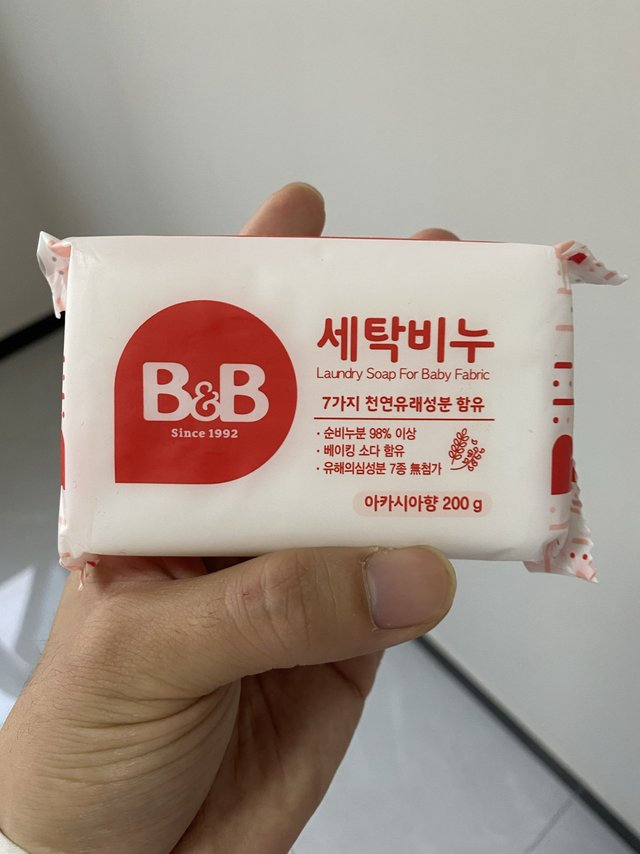 B&B
Since 1992
세탁비누
Laundry Soap For Baby Fabric
7가지 천연유래성분 함유
· 순비누분 98% 이상
· 베이킹 소다 함유
· 유해의심성분 7종 無첨가
아카시아향 200 g